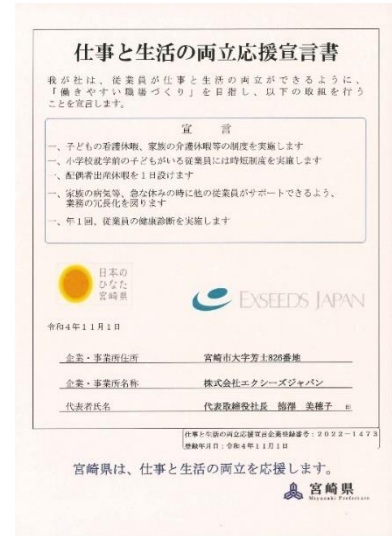 仕事と生活の両立応援宣言書
我が社は、従業員が仕事と生活の両立ができるように、
「働きやすい職場づくり」を目指し、以下の取組を行う
ことを宣言します。
宣 言
一、子どもの看護休暇、家族の介護休暇等の制度を実施します
一、小学校就学前の子どもがいる従業員には時短制度を実施します
一、配偶者出産休暇を1日設けます
一、家族の病気等、急な休みの時に他の従業員がサポートできるよう、
業務の冗長化を図ります
一、年1回、従業員の健康診断を実施します
日本の
ひなた
宮崎県
EXSEEDS JAPAN
令和4年11月1日
企業・事業所住所 宮崎市大字芳士826番地
企業・事業所名称 株式会社エクシーズジャパン
代表者氏名 代表取締役社長 美穂子
仕事と生活の両立応援宣言企業登録番号：2022-1473
登録年月日：令和4年11月1日
宮崎県は、仕事と生活の両立を応援します。
宮崎県
Miyazaki Prefecture